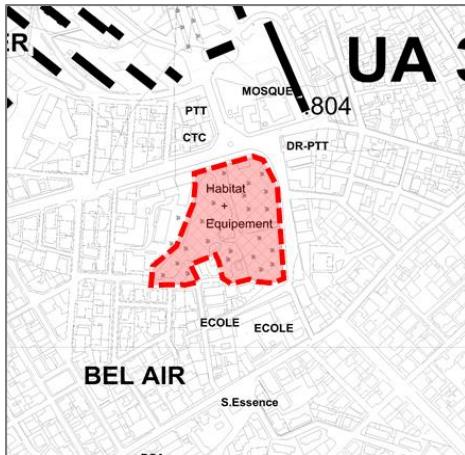 ER
UA 3
MOSQUE
.804
PTT
CTC
DR-PTT
Habitat
+
Equipement
ECOLE
ECOLE
BEL AIR
S.Essence